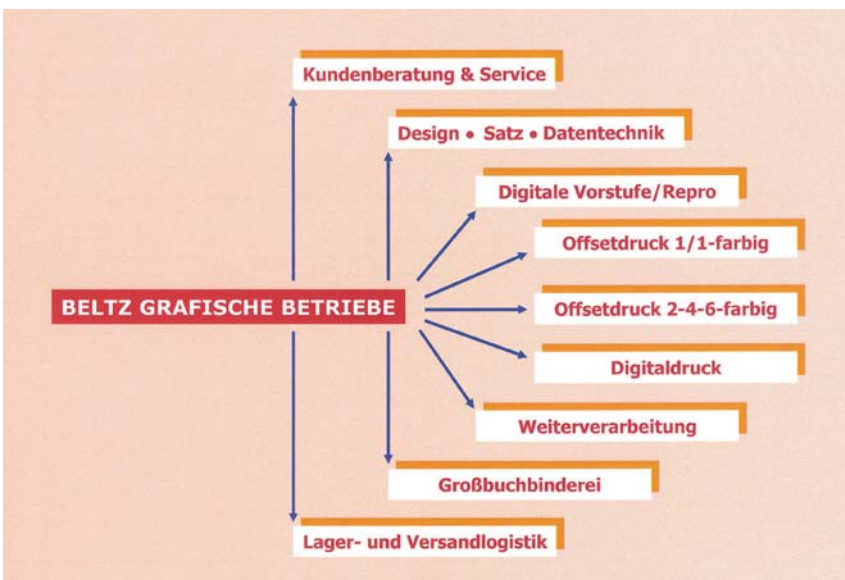 Kundenberatung & Service
Design • Satz • Datentechnik
Digitale Vorstufe/Repro
Offsetdruck 1/1-farbig
BELTZ GRAFISCHE BETRIEBE
Offsetdruck 2-4-6-farbig
Digitaldruck
Weiterverarbeitung
Großbuchbinderei
Lager- und Versandlogistik